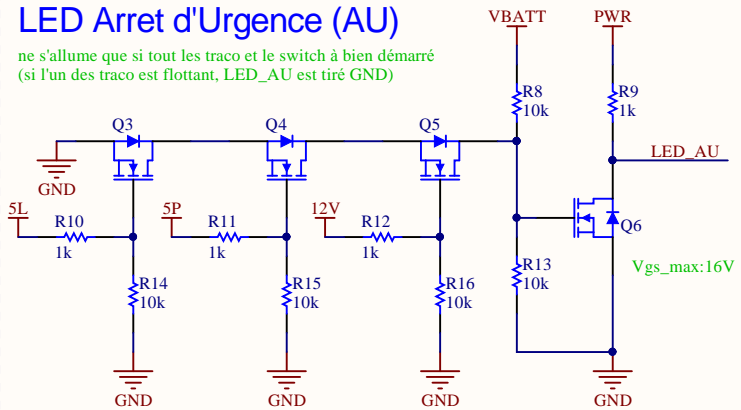 LED Arret d'Urgence (AU)
ne s'allume que si tout les traco et le switch à bien démarré
(si l'un des traco est flottant, LED_AU est tiré GND)
VBATT
PWR
R8
10k
R9
1k
Q3
Q4
Q5
LED_AU
GND
5L
R10
1k
5P
R11
1k
12V
R12
1k
Q6
Vgs_max:16V
R14
10k
R15
10k
R16
10k
R13
10k
GND
GND
GND
GND